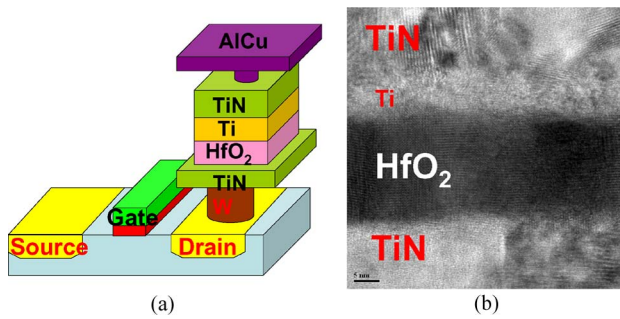 AlCu
TiN
Ti
HfO₂
TiN
W
Gate
Source
Drain
(a)
TiN
Ti
HfO₂
TiN
5 nm
(b)